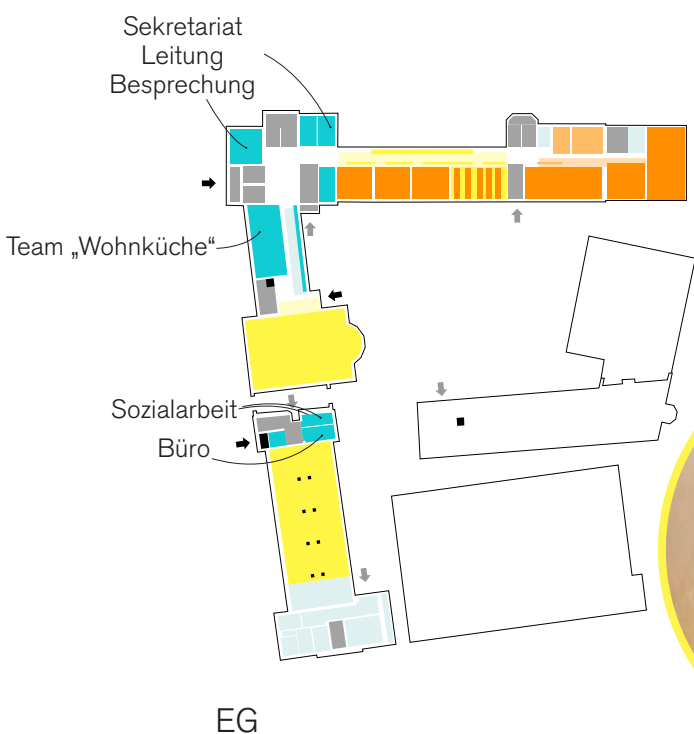 Sekretariat
Leitung
Besprechung
Team „Wohnküche“
Sozialarbeit
Büro
EG